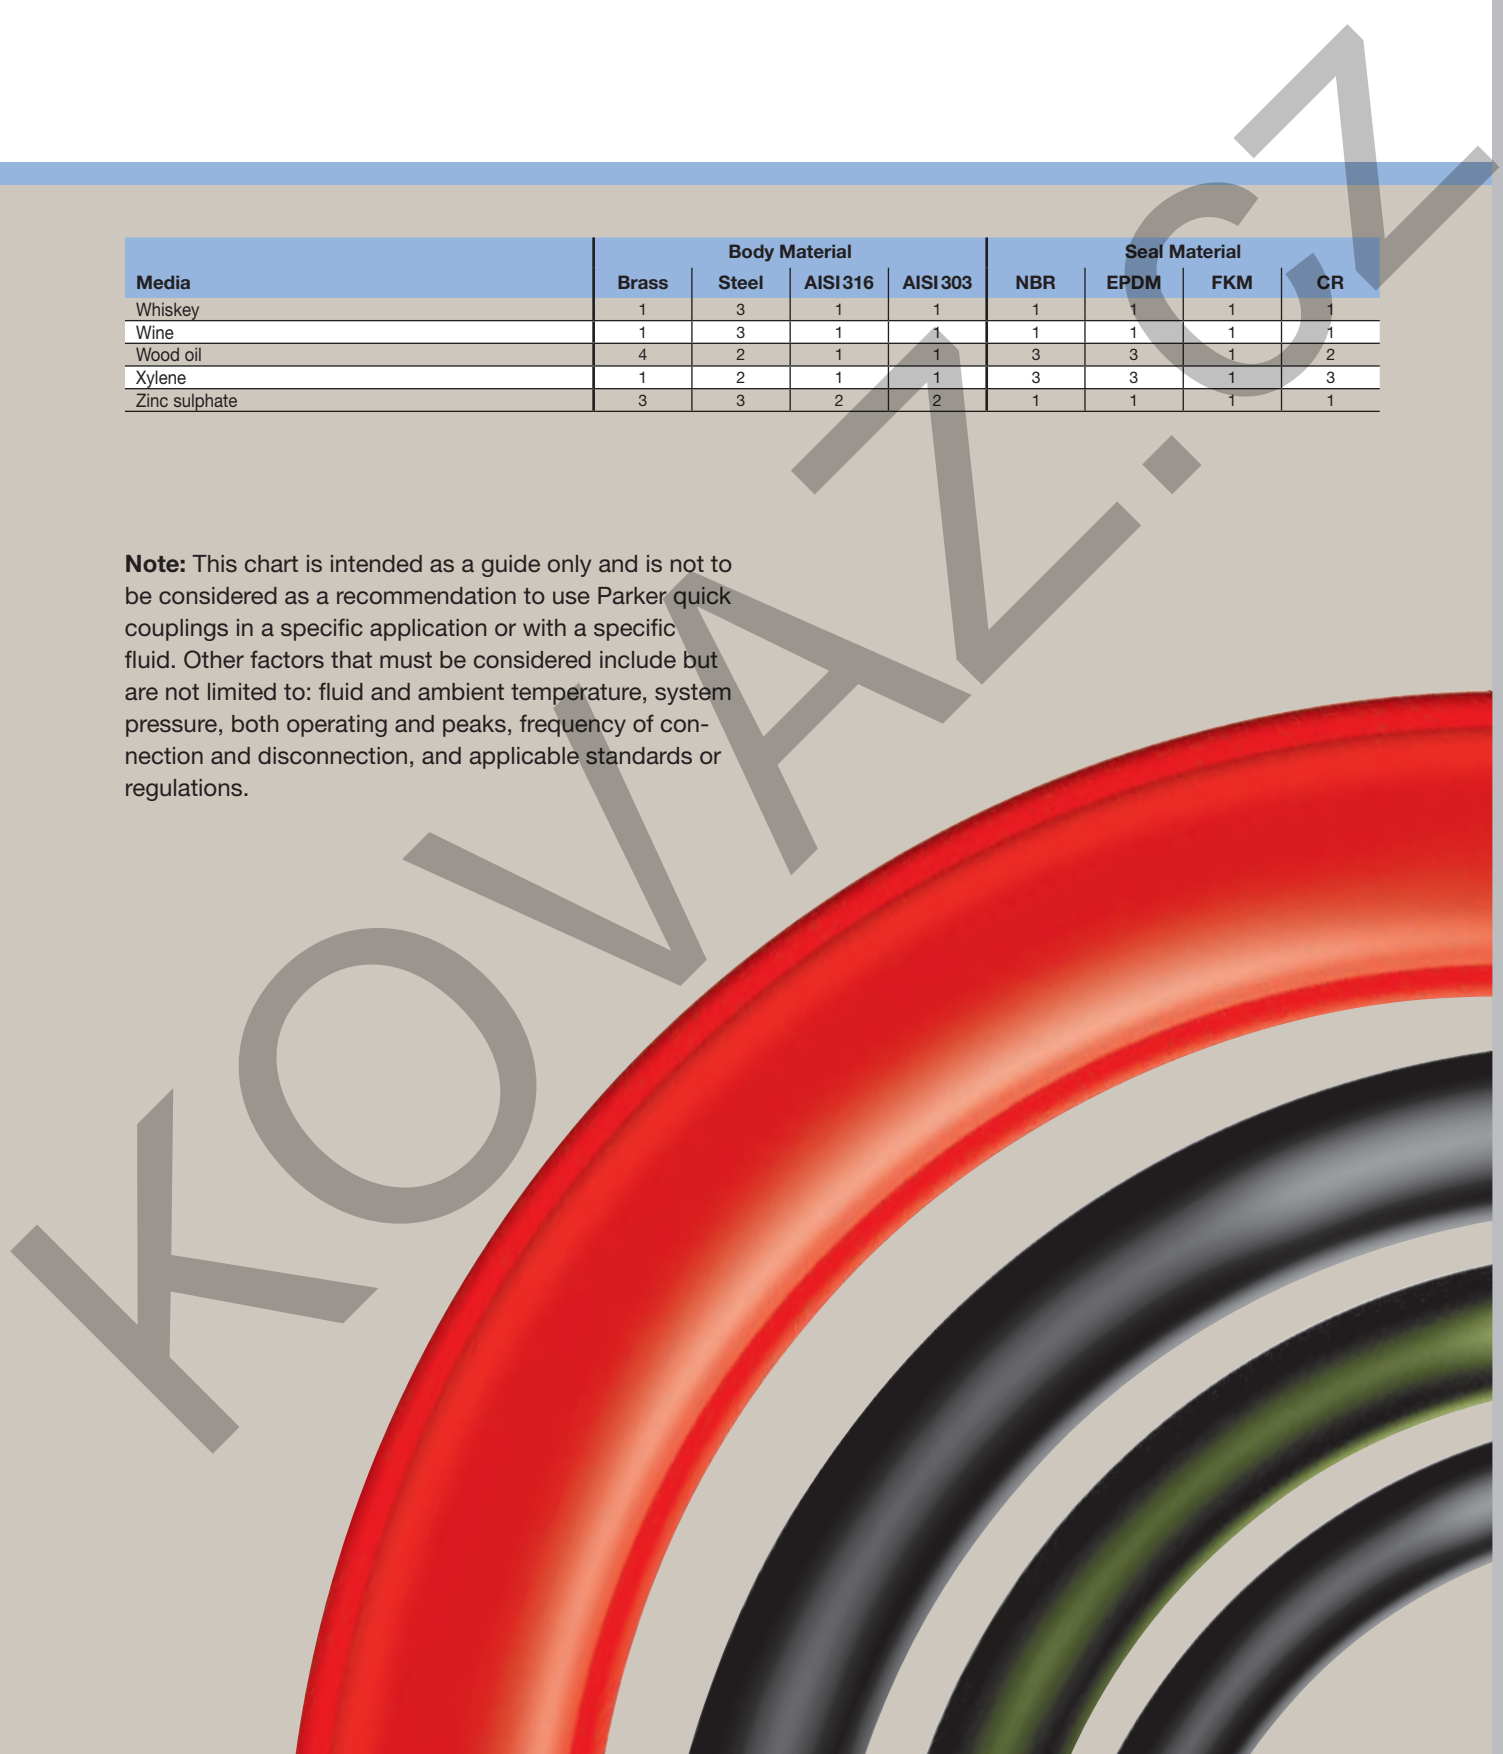 Body Material Seal Material
Media Brass Steel AISI 316 AISI 303 NBR EPDM FKM CR
Whiskey 1 3 1 1 1 1 1 1
Wine 1 3 1 1 1 1 1 1
Wood oil 4 2 1 1 3 3 1 2
Xylene 1 2 1 1 3 3 1 3
Zinc sulphate 3 3 2 2 1 1 1 1
Note: This chart is intended as a guide only and is not to
be considered as a recommendation to use Parker quick
couplings in a specific application or with a specific
fluid. Other factors that must be considered include but
are not limited to: fluid and ambient temperature, system
pressure, both operating and peaks, frequency of con-
nection and disconnection, and applicable standards or
regulations.
KOVAZ.cz